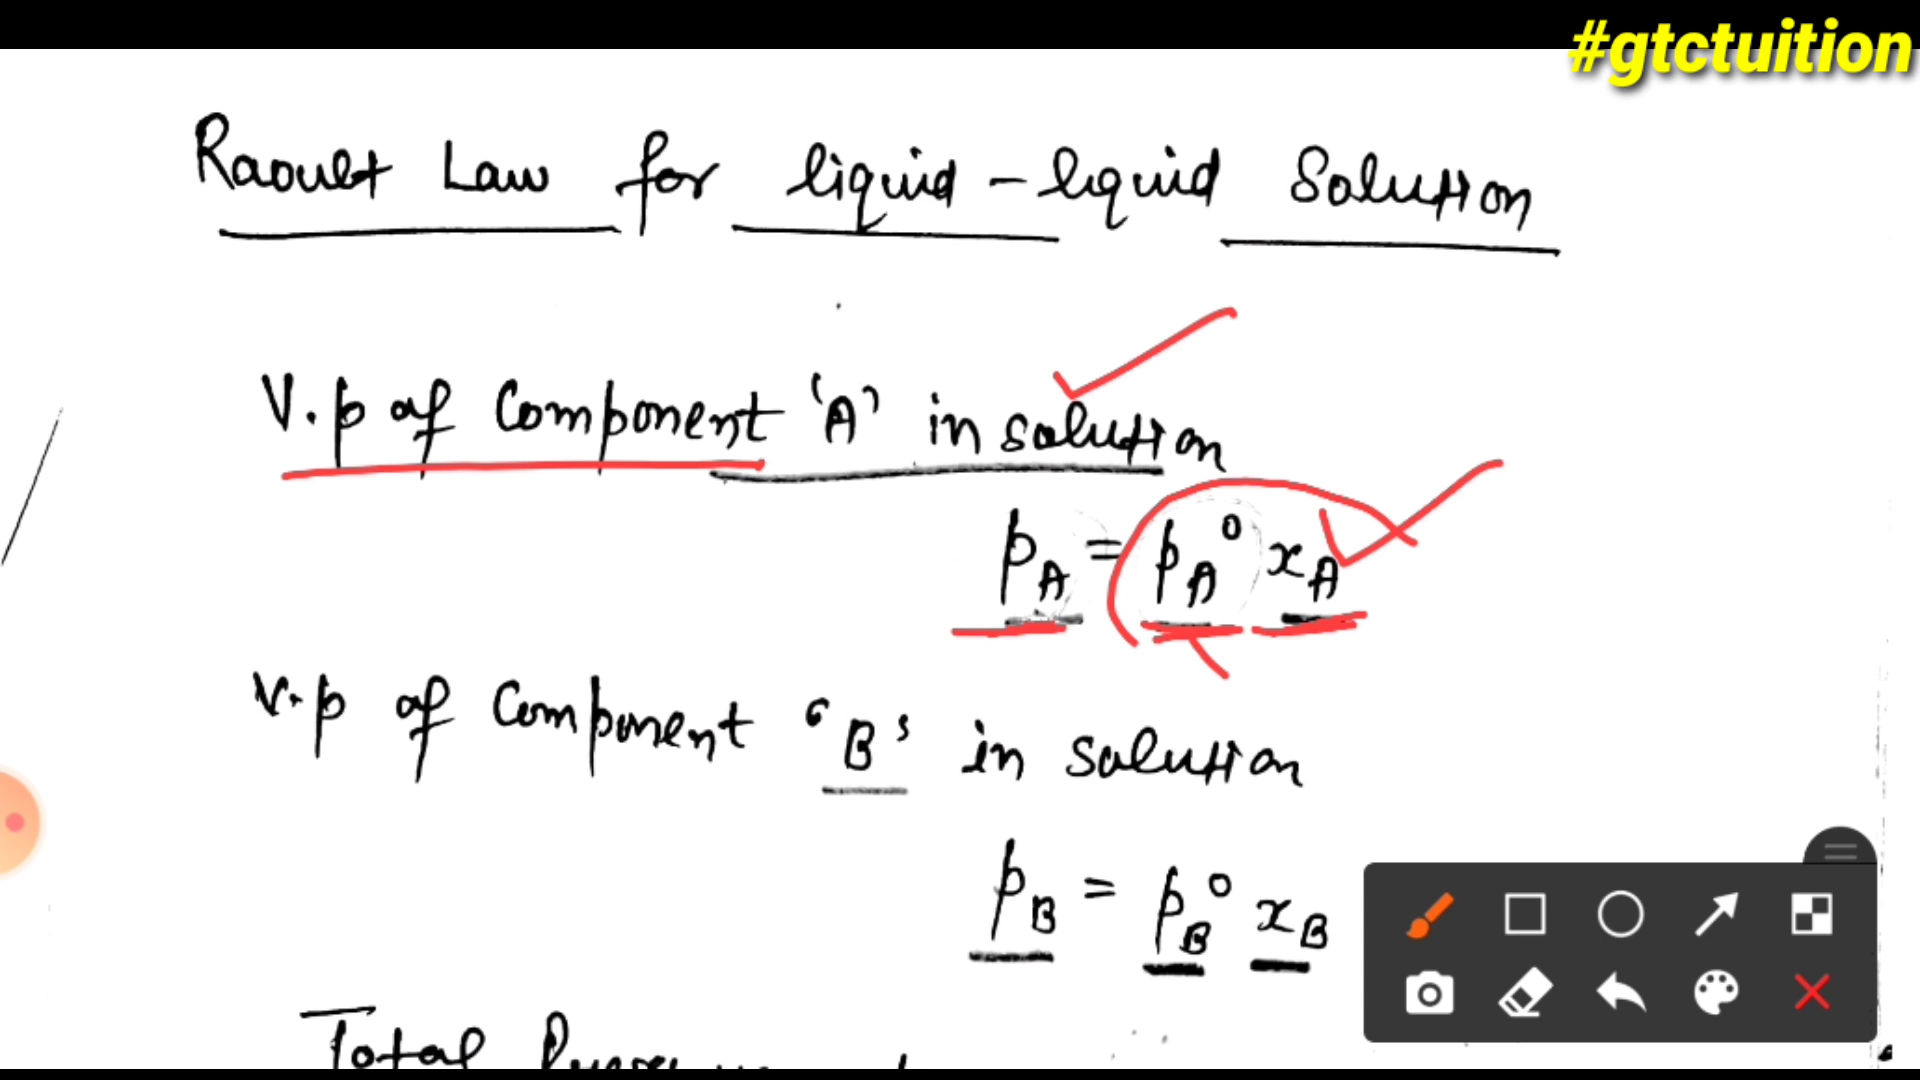 #gtctuition
Raoult Law for liquid-liquid Solution
V.p of Component 'A' in solution
pA = pA° xA
V.p of Component 'B' in solution
pB = pB° xB
Total